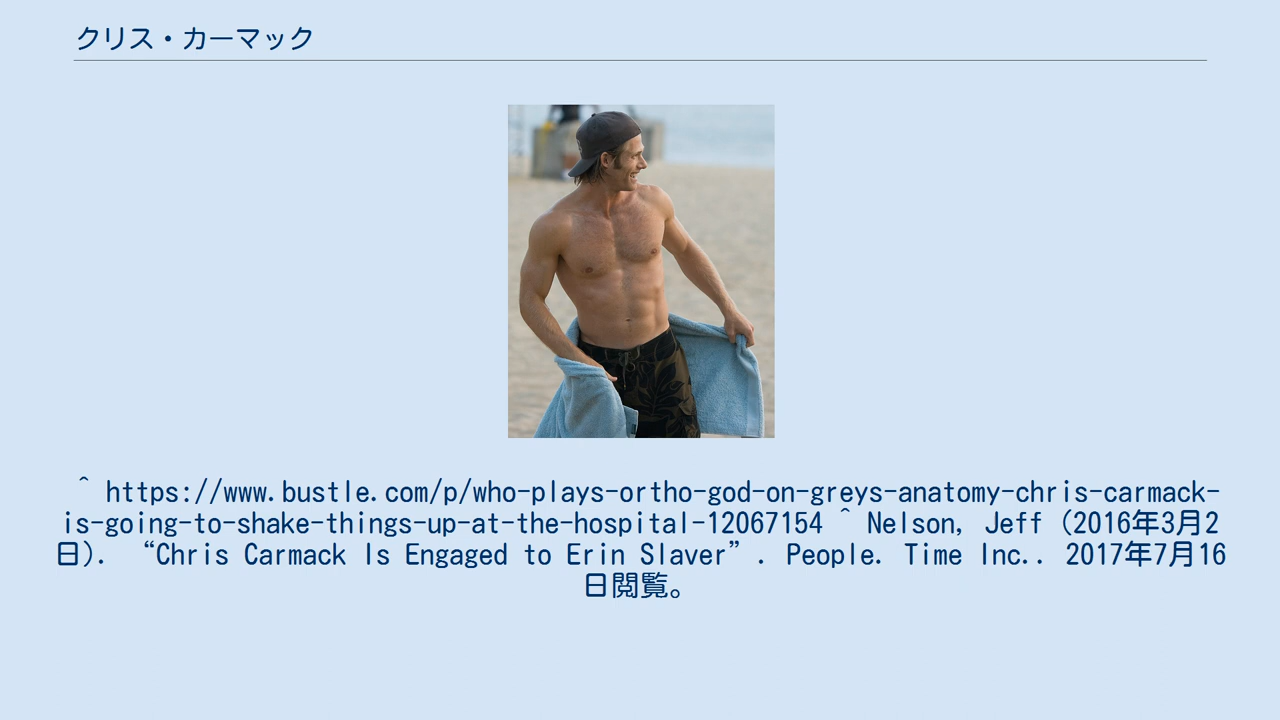 クリス・カーマック
^ https://www.bustle.com/p/who-plays-ortho-god-on-greys-anatomy-chris-carmack-
is-going-to-shake-things-up-at-the-hospital-12067154 ^ Nelson, Jeff (2016年3月2
日). “Chris Carmack Is Engaged to Erin Slaver”. People. Time Inc.. 2017年7月16
日閲覧。